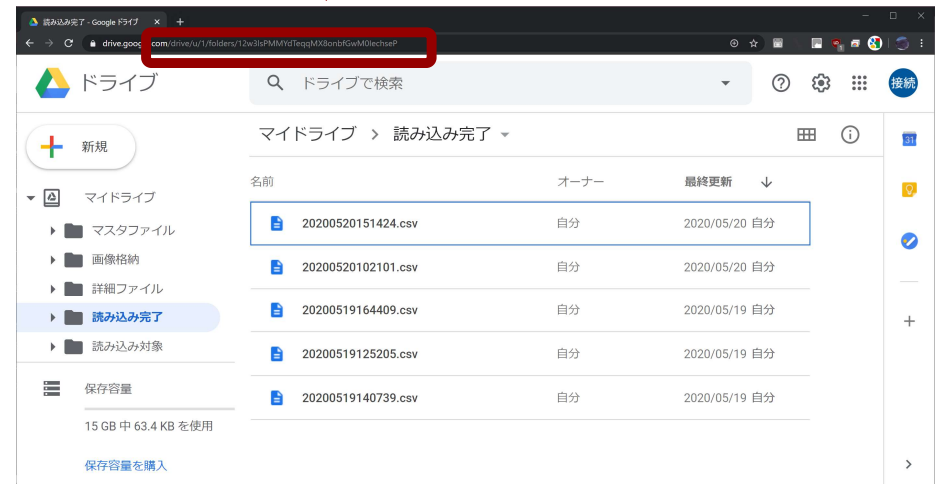 読み込み完了 - Google ドライブ
drive.google.com/drive/u/1/folders/12w3lsPMMYdTeqqMX8onbfGwM0lechseP
ドライブ
ドライブで検索
接続
新規
マイドライブ > 読み込み完了
31
名前 オーナー 最終更新
マイドライブ
マスタファイル
画像格納
詳細ファイル
読み込み完了
読み込み対象
20200520151424.csv 自分 2020/05/20 自分
20200520102101.csv 自分 2020/05/20 自分
20200519164409.csv 自分 2020/05/19 自分
20200519125205.csv 自分 2020/05/19 自分
20200519140739.csv 自分 2020/05/19 自分
保存容量
15 GB 中 63.4 KB を使用
保存容量を購入